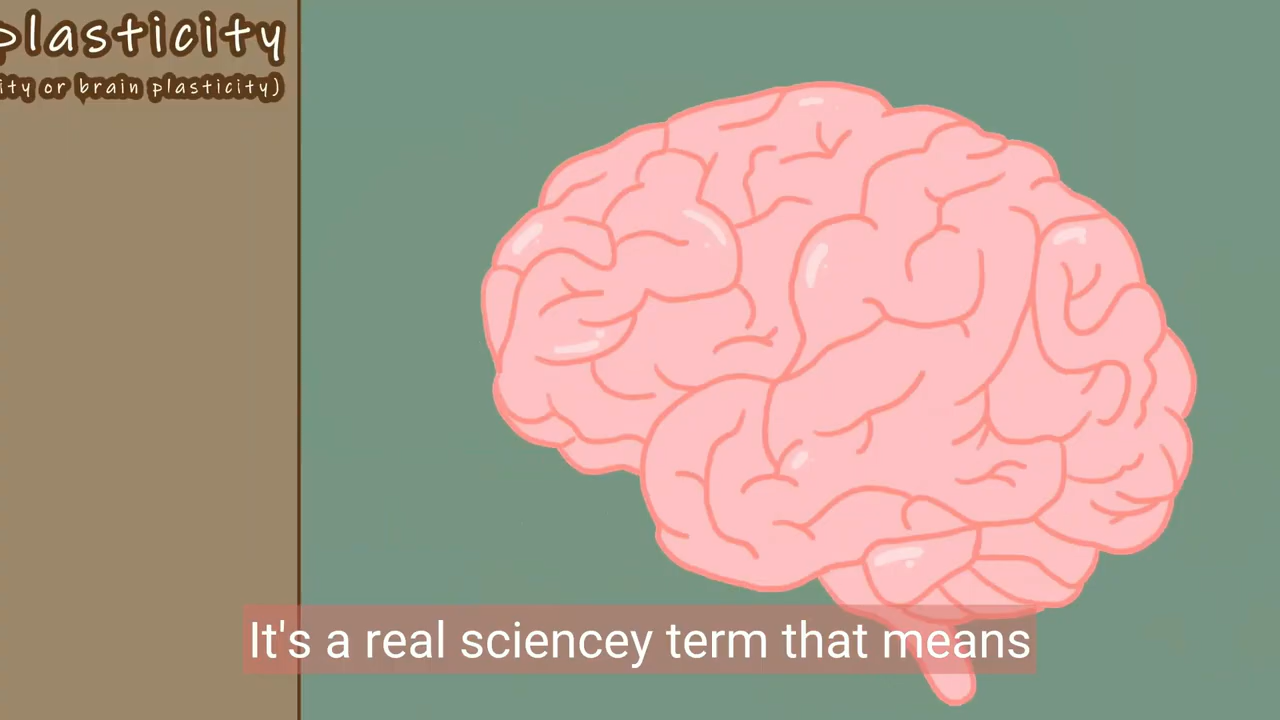 plasticity
ity or brain plasticity)
It's a real sciencey term that means